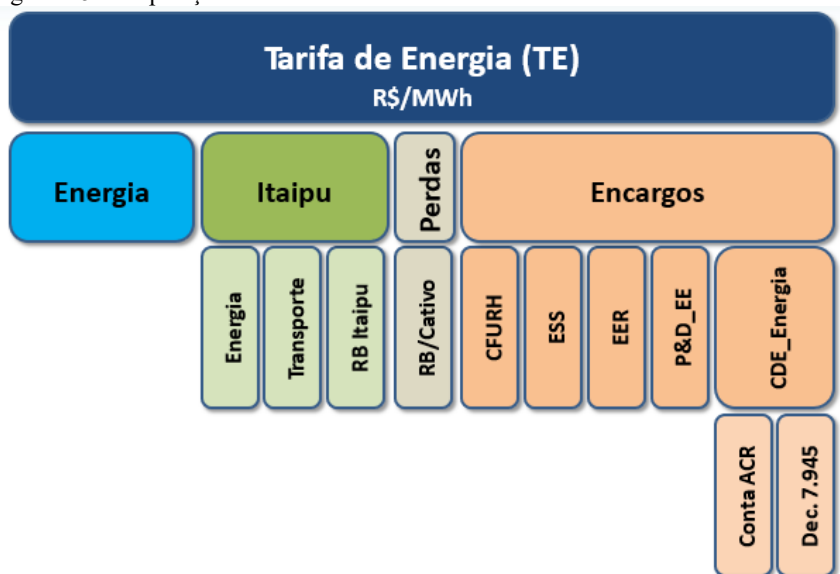 Tarifa de Energia (TE)
R$/MWh
Energia
Itaipu
Perdas
Encargos
Energia
Transporte
RB Itaipu
RB/Cativo
CFURH
ESS
EER
P&D_EE
CDE_Energia
Conta ACR
Dec. 7.945